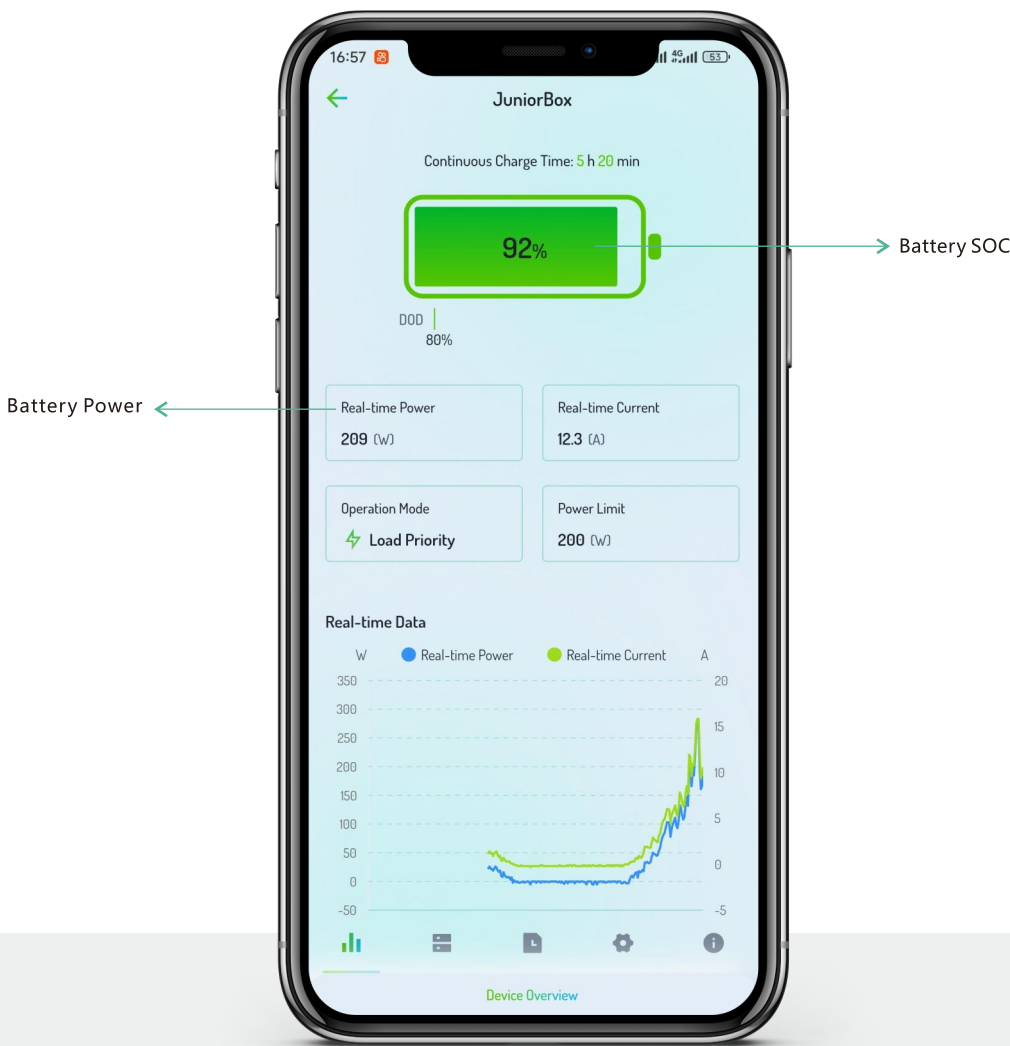 16:57
4G
53
JuniorBox
Continuous Charge Time: 5 h 20 min
92%
Battery SOC
DOD
80%
Battery Power
Real-time Power
Real-time Current
209 (W)
12.3 (A)
Operation Mode
Power Limit
Load Priority
200 (W)
Real-time Data
W Real-time Power Real-time Current A
350 20
300
15
250
200
10
150
5
100
50
0
0
-50 -5
Device Overview